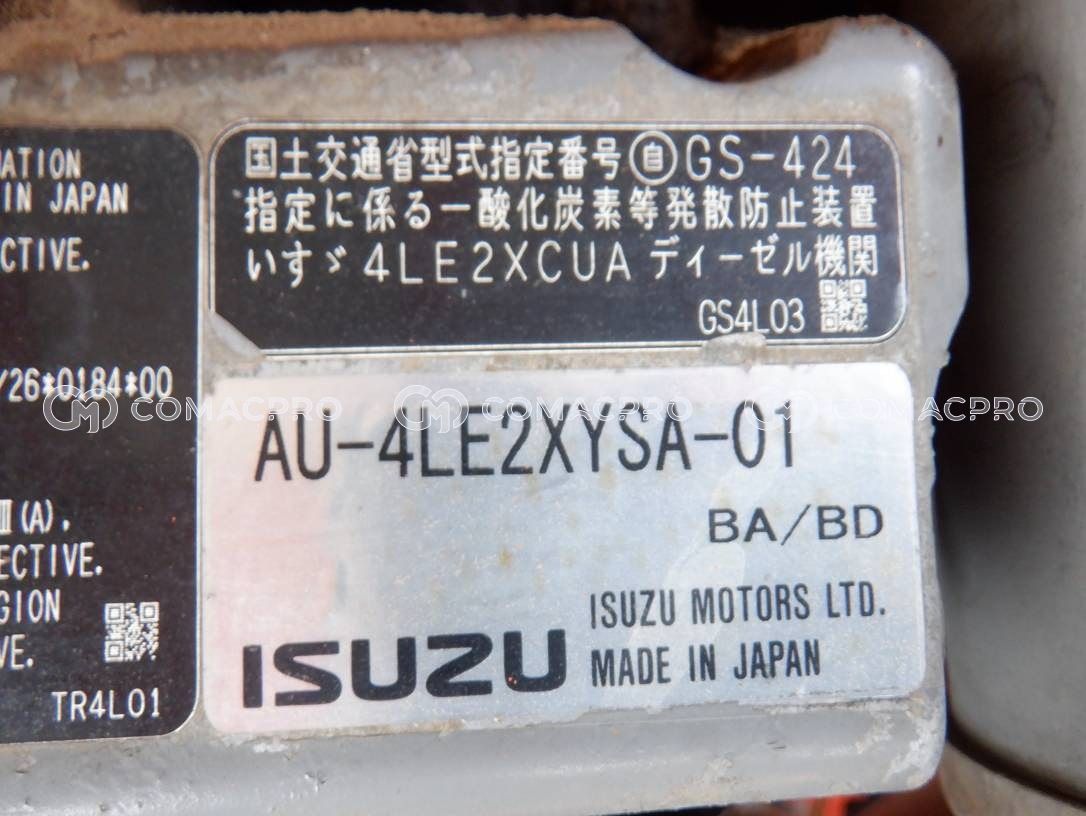 MATION
IN JAPAN
CTIVE.
/26*0184*00
Ⅲ(A),
ECTIVE.
GION
VE.
TR4L01
国土交通省型式指定番号㊀GS-424
指定に係る一酸化炭素等発散防止装置
いすゞ4LE2XCUA ディーゼル機関
GS4L03
COMACPRO COMACPRO COMACPRO
AU-4LE2XYSA-01
BA/BD
ISUZU MOTORS LTD.
ISUZU MADE IN JAPAN